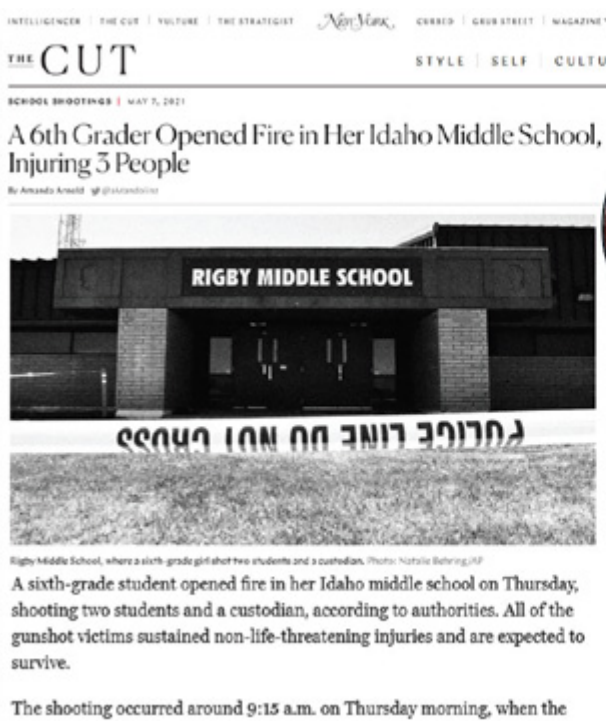 INTELLIGENCER | THE CUT | VULTURE | THE STRATEGIST New York CURBED | GRUB STREET | MAGAZINE
THE CUT STYLE | SELF | CULTU
SCHOOL SHOOTINGS | MAY 7, 2021
A 6th Grader Opened Fire in Her Idaho Middle School,
Injuring 3 People
By Amanda Arnold
RIGBY MIDDLE SCHOOL
POLICE LINE DO NOT CROSS
Rigby Middle School, where a sixth-grade girl shot two students and a custodian. Photo: Natalie Behring/AP
A sixth-grade student opened fire in her Idaho middle school on Thursday,
shooting two students and a custodian, according to authorities. All of the
gunshot victims sustained non-life-threatening injuries and are expected to
survive.
The shooting occurred around 9:15 a.m. on Thursday morning, when the